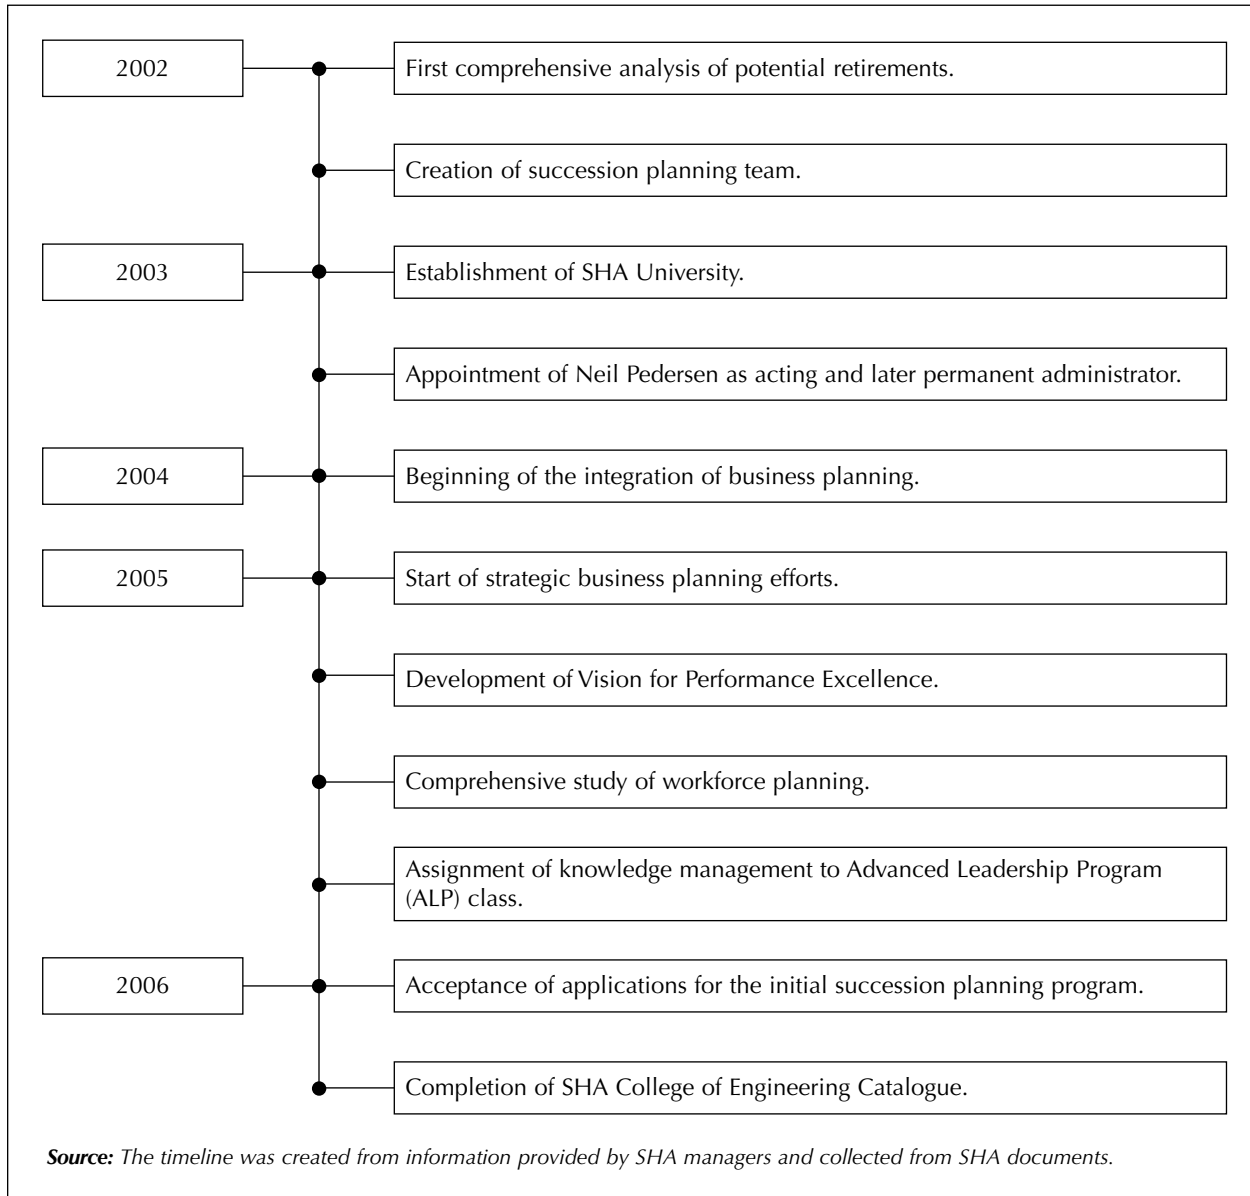 2002
First comprehensive analysis of potential retirements.
Creation of succession planning team.
2003
Establishment of SHA University.
Appointment of Neil Pedersen as acting and later permanent administrator.
2004
Beginning of the integration of business planning.
2005
Start of strategic business planning efforts.
Development of Vision for Performance Excellence.
Comprehensive study of workforce planning.
Assignment of knowledge management to Advanced Leadership Program
(ALP) class.
2006
Acceptance of applications for the initial succession planning program.
Completion of SHA College of Engineering Catalogue.
Source: The timeline was created from information provided by SHA managers and collected from SHA documents.